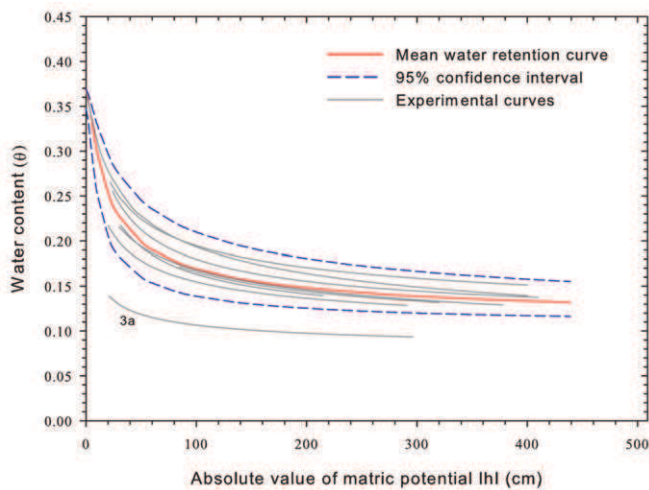 0.45
0.40
0.35
0.30
0.25
0.20
0.15
0.10
0.05
0.00
Water content (θ)
Mean water retention curve
95% confidence interval
Experimental curves
3a
0 100 200 300 400 500
Absolute value of matric potential lhl (cm)